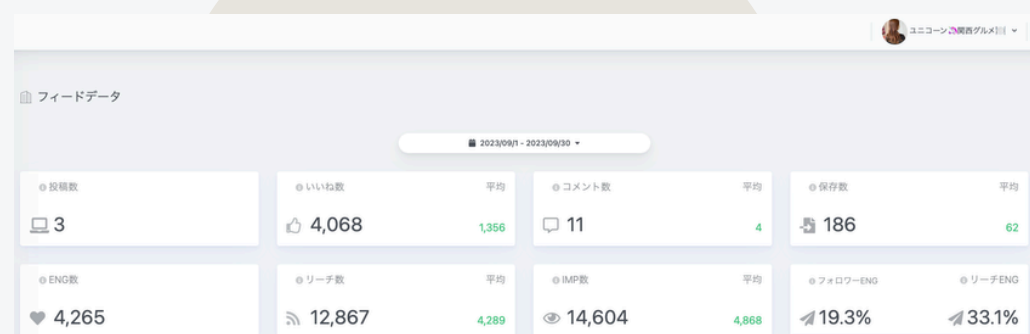 ユニコーン🦄関西グルメ🍽️
フィードデータ
2023/09/1 - 2023/09/30
投稿数
3
いいね数 平均
4,068 1,356
コメント数 平均
11 4
保存数 平均
186 62
ENG数
4,265
リーチ数 平均
12,867 4,289
IMP数 平均
14,604 4,868
フォロワーENG リーチENG
19.3% 33.1%